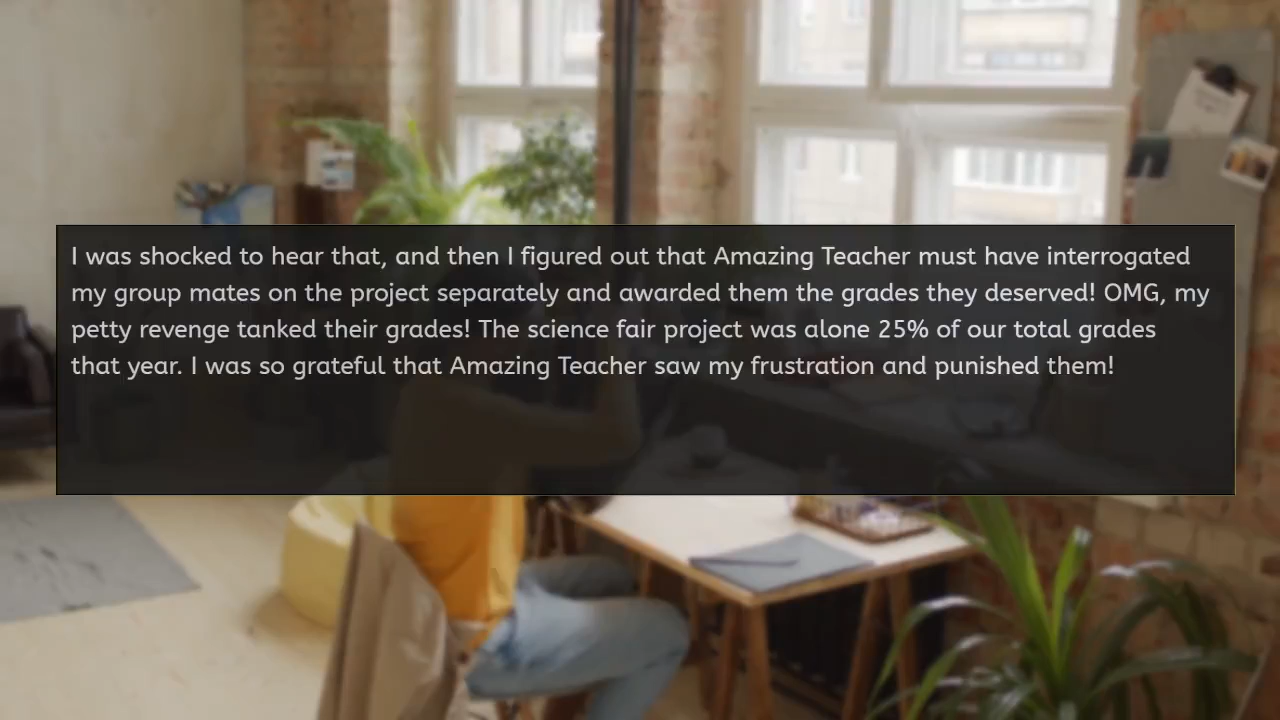 I was shocked to hear that, and then I figured out that Amazing Teacher must have interrogated
my group mates on the project separately and awarded them the grades they deserved! OMG, my
petty revenge tanked their grades! The science fair project was alone 25% of our total grades
that year. I was so grateful that Amazing Teacher saw my frustration and punished them!